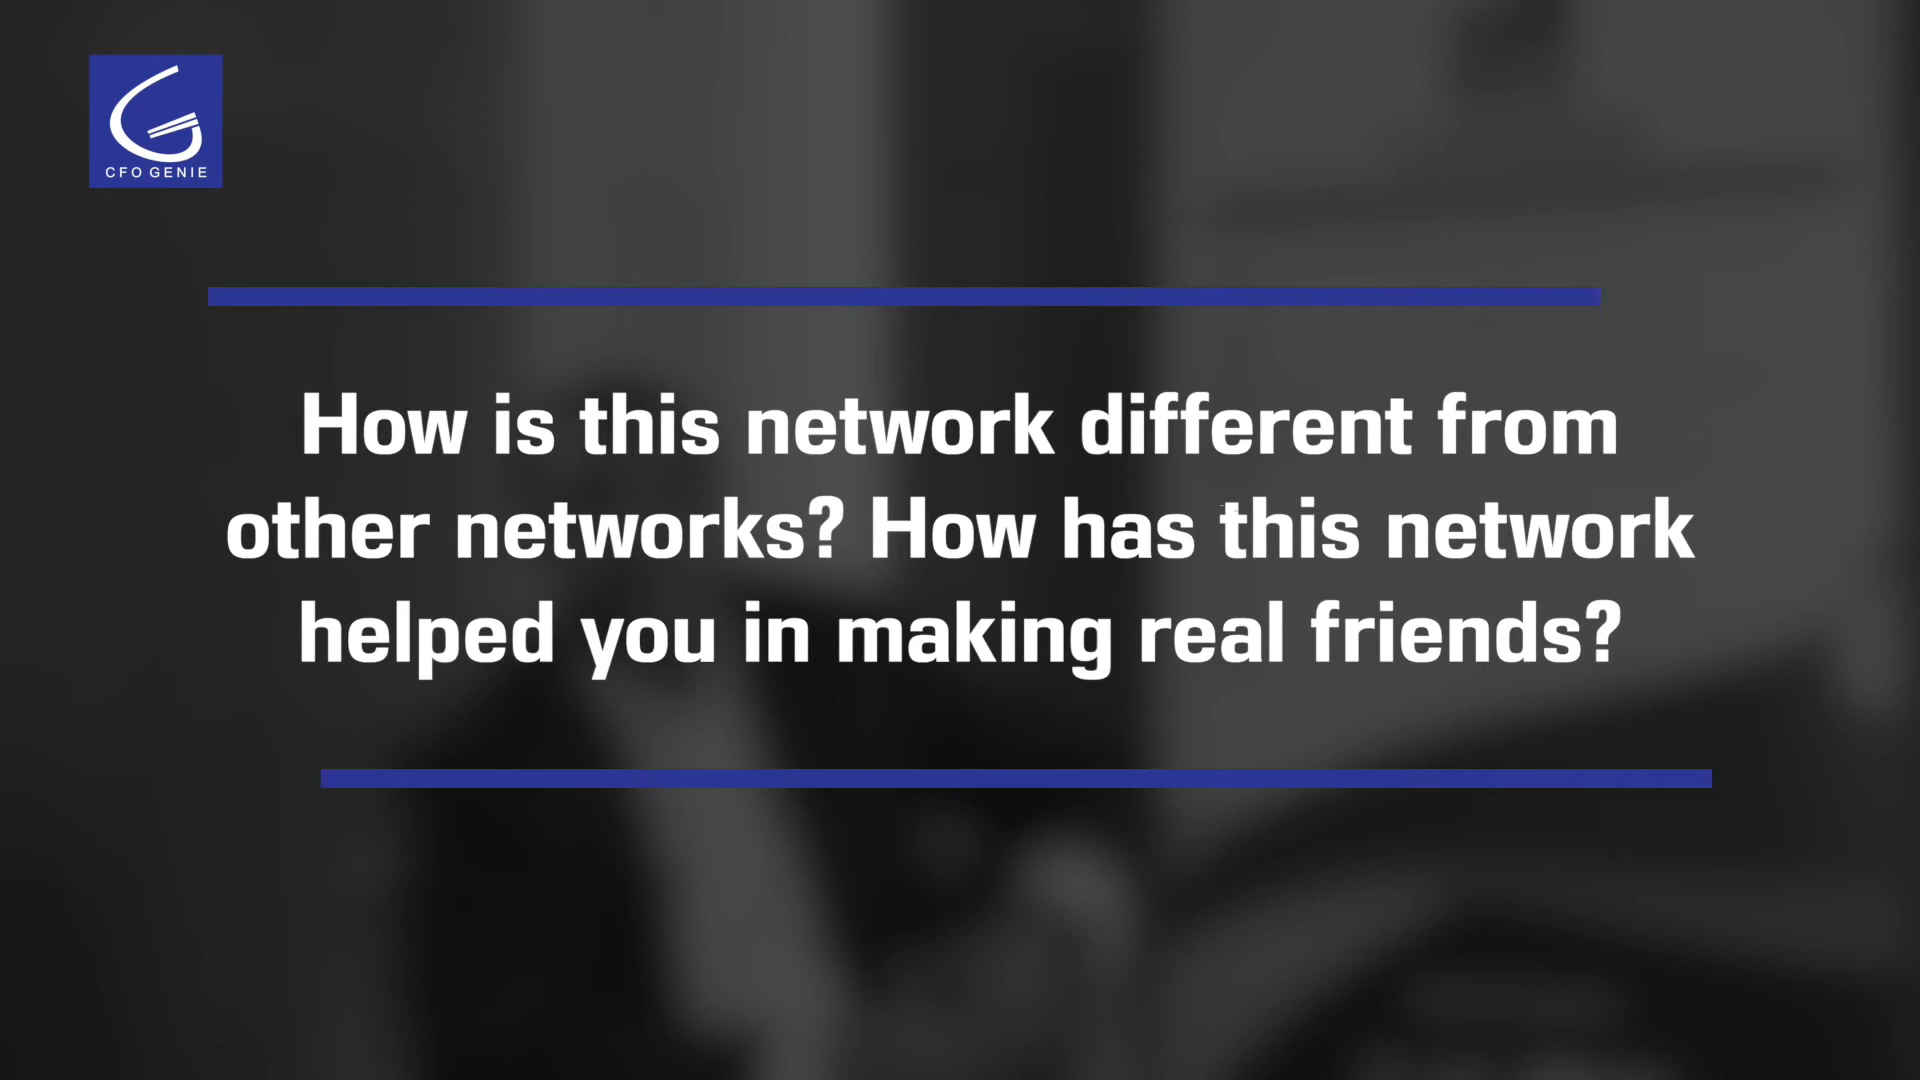 CFO GENIE
How is this network different from
other networks? How has this network
helped you in making real friends?